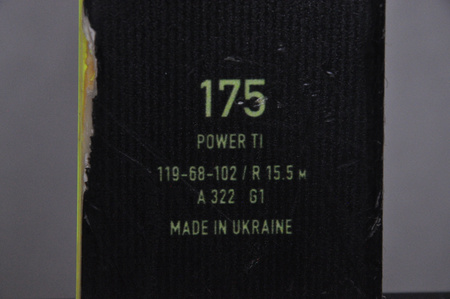 175
POWER TI
119-68-102 / R 15.5 M
A 322 G1
MADE IN UKRAINE